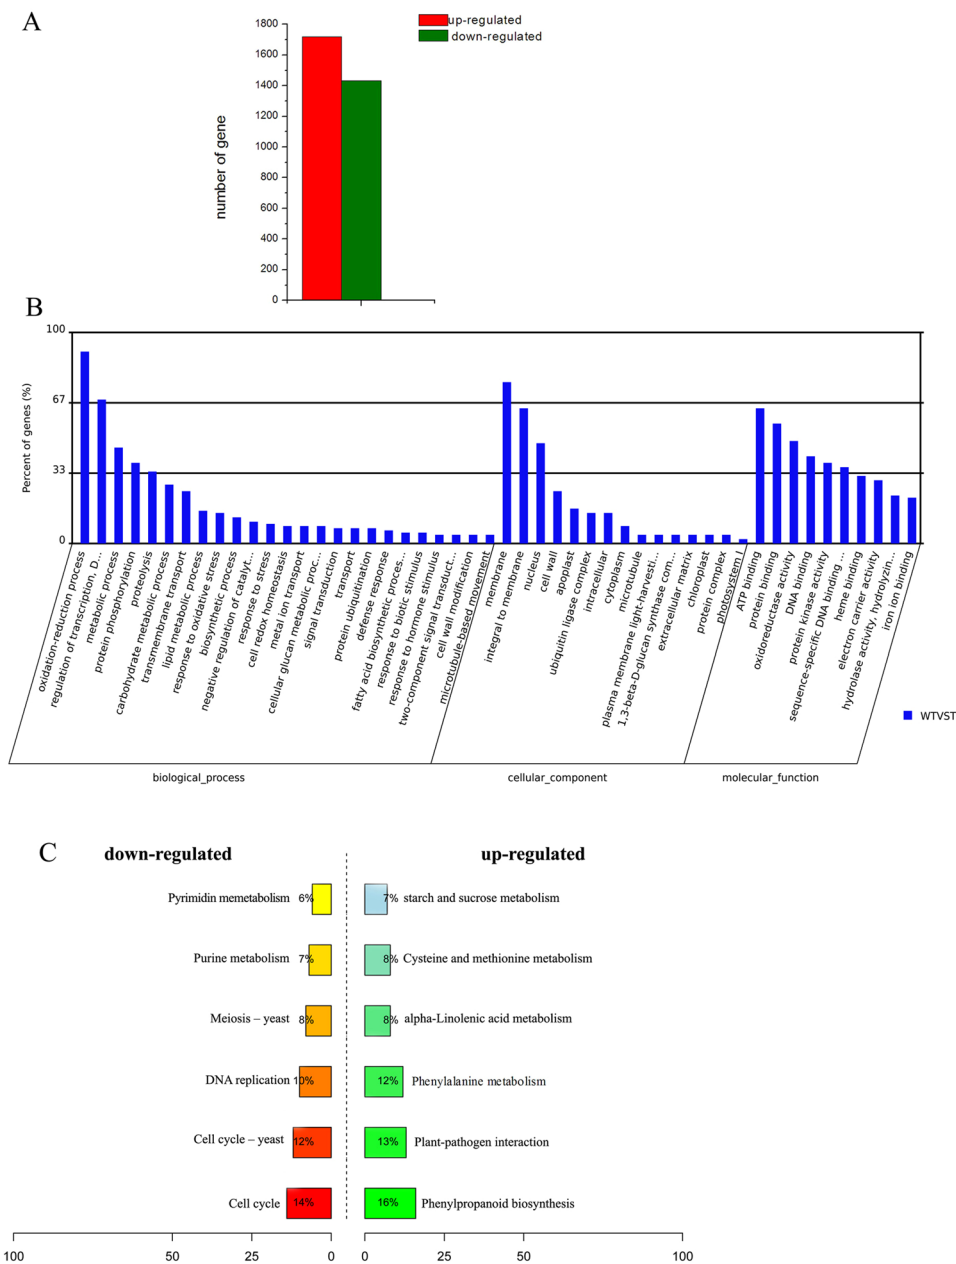 A
up-regulated
down-regulated
number of gene
1800
1600
1400
1200
1000
800
600
400
200
0
B
Percent of genes (%)
100
67
33
0
oxidation-reduction process
regulation of transcription, D...
metabolic process
protein phosphorylation
proteolysis
carbohydrate metabolic process
transmembrane transport
lipid metabolic process
response to oxidative stress
biosynthetic process
negative regulation of catalyt...
response to stress
cell redox homeostasis
metal ion transport
cellular glucan metabolic proc...
signal transduction
transport
protein ubiquitination
defense response
fatty acid biosynthetic proces...
response to biotic stimulus
response to hormone stimulus
two-component signal transduct...
cell wall modification
microtubule-based movement
membrane
integral to membrane
nucleus
cell wall
apoplast
ubiquitin ligase complex
intracellular
cytoplasm
microtubule
plasma membrane light-harvesti...
1,3-beta-D-glucan synthase com...
extracellular matrix
chloroplast
protein complex
photosystem I
ATP binding
protein binding
oxidoreductase activity
DNA binding
protein kinase activity
sequence-specific DNA binding ...
heme binding
electron carrier activity
hydrolase activity, hydrolyzin...
iron ion binding
WTVST
biological_process
cellular_component
molecular_function
C
down-regulated
up-regulated
Pyrimidin memetabolism 6%
7% starch and sucrose metabolism
Purine metabolism 7%
8% Cysteine and methionine metabolism
Meiosis – yeast 8%
8% alpha-Linolenic acid metabolism
DNA replication 10%
12% Phenylalanine metabolism
Cell cycle – yeast 12%
13% Plant-pathogen interaction
Cell cycle 14%
16% Phenylpropanoid biosynthesis
100 50 25 0
0 25 50 100